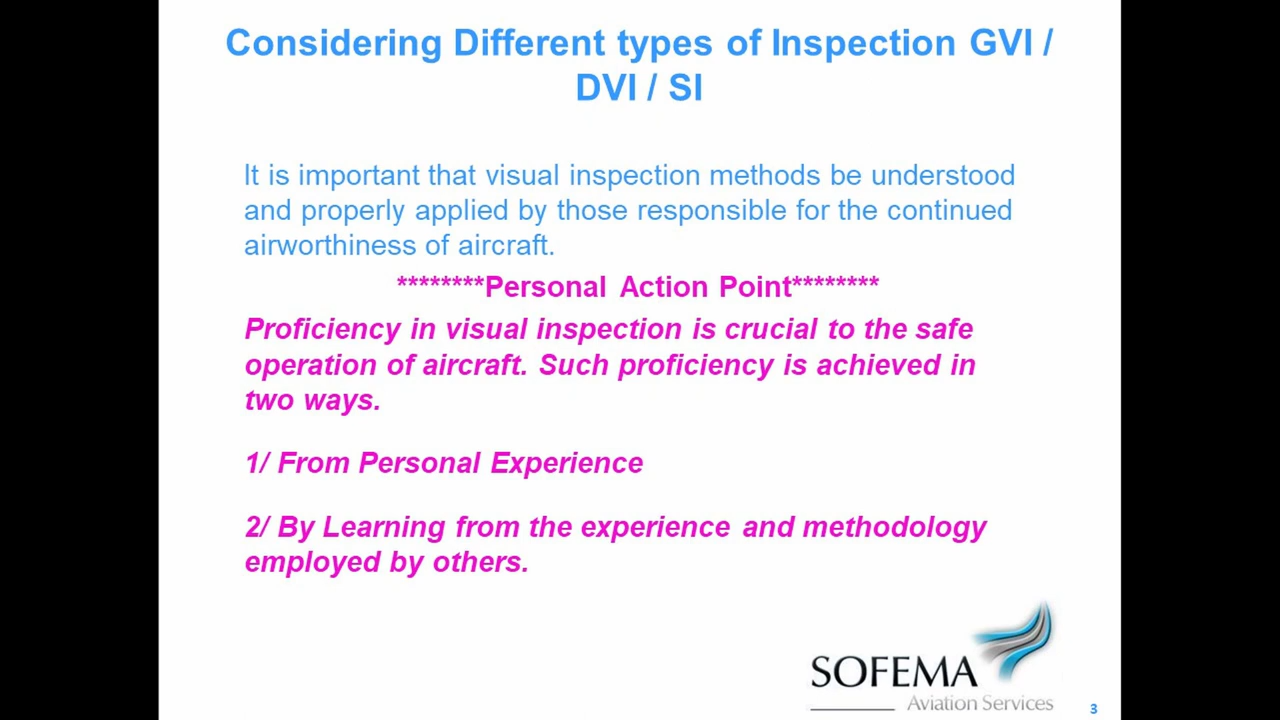 Considering Different types of Inspection GVI /
DVI / SI
It is important that visual inspection methods be understood
and properly applied by those responsible for the continued
airworthiness of aircraft.
********Personal Action Point********
Proficiency in visual inspection is crucial to the safe
operation of aircraft. Such proficiency is achieved in
two ways.
1/ From Personal Experience
2/ By Learning from the experience and methodology
employed by others.
SOFEMA
Aviation Services
3